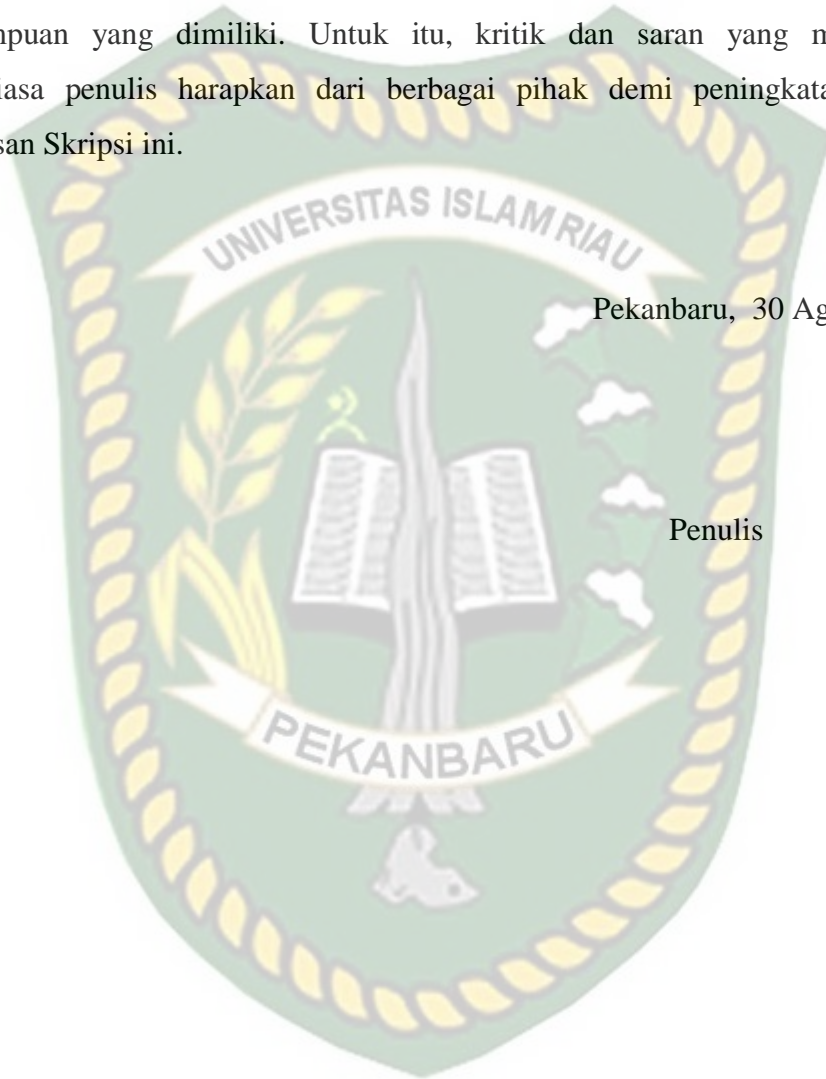 mpuan yang dimiliki. Untuk itu, kritik dan saran yang m
iasa penulis harapkan dari berbagai pihak demi peningkata
san Skripsi ini.
UNIVERSITAS ISLAM RIAU
Pekanbaru, 30 Ag
Penulis
PEKANBARU